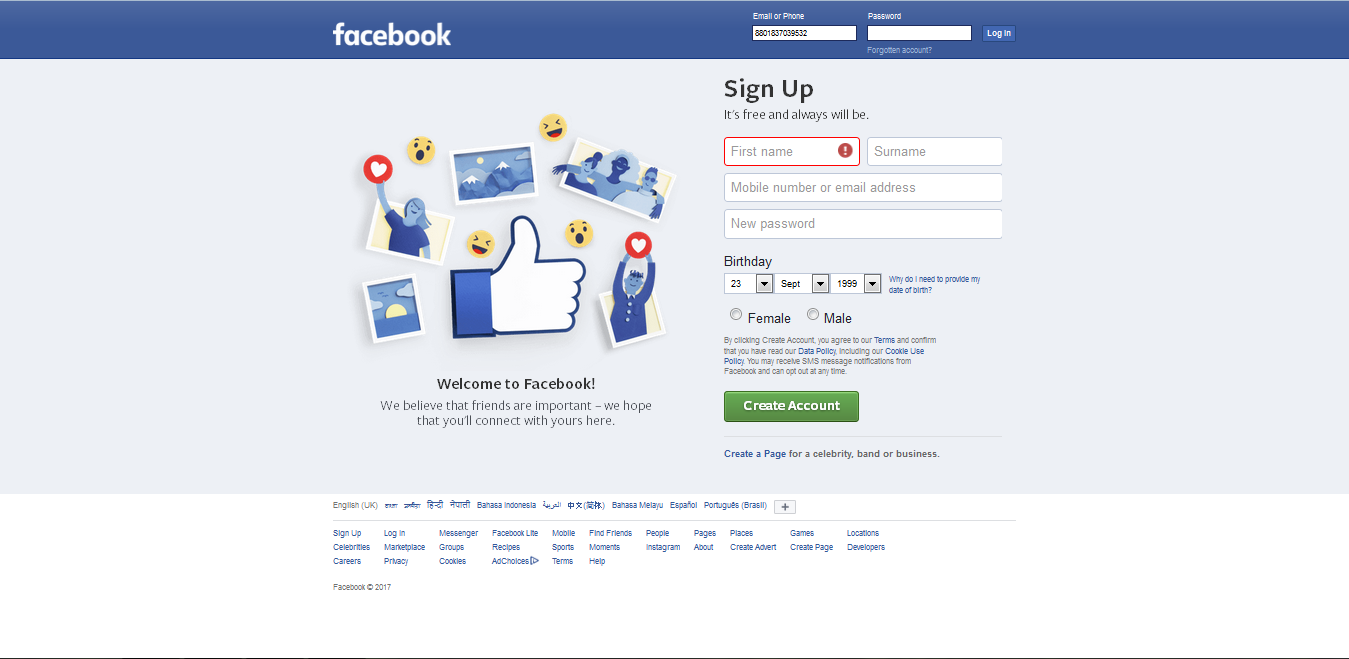 facebook
Email or Phone
Password
8801837039532
Log In
Forgotten account?
Sign Up
It's free and always will be.
First name
Surname
Mobile number or email address
New password
Birthday
23 Sept 1999
Why do I need to provide my
date of birth?
Female Male
By clicking Create Account, you agree to our Terms and confirm
that you have read our Data Policy, including our Cookie Use
Policy. You may receive SMS message notifications from
Facebook and can opt out at any time.
Create Account
Create a Page for a celebrity, band or business.
Welcome to Facebook!
We believe that friends are important – we hope
that you'll connect with yours here.
English (UK) हिन्दी नेपाली Bahasa Indonesia العربية 中文(简体) Bahasa Melayu Español Português (Brasil) +
Sign Up Log In Messenger Facebook Lite Mobile Find Friends People Pages Places Games Locations
Celebrities Marketplace Groups Recipes Sports Moments Instagram About Create Advert Create Page Developers
Careers Privacy Cookies AdChoices Terms Help
Facebook © 2017